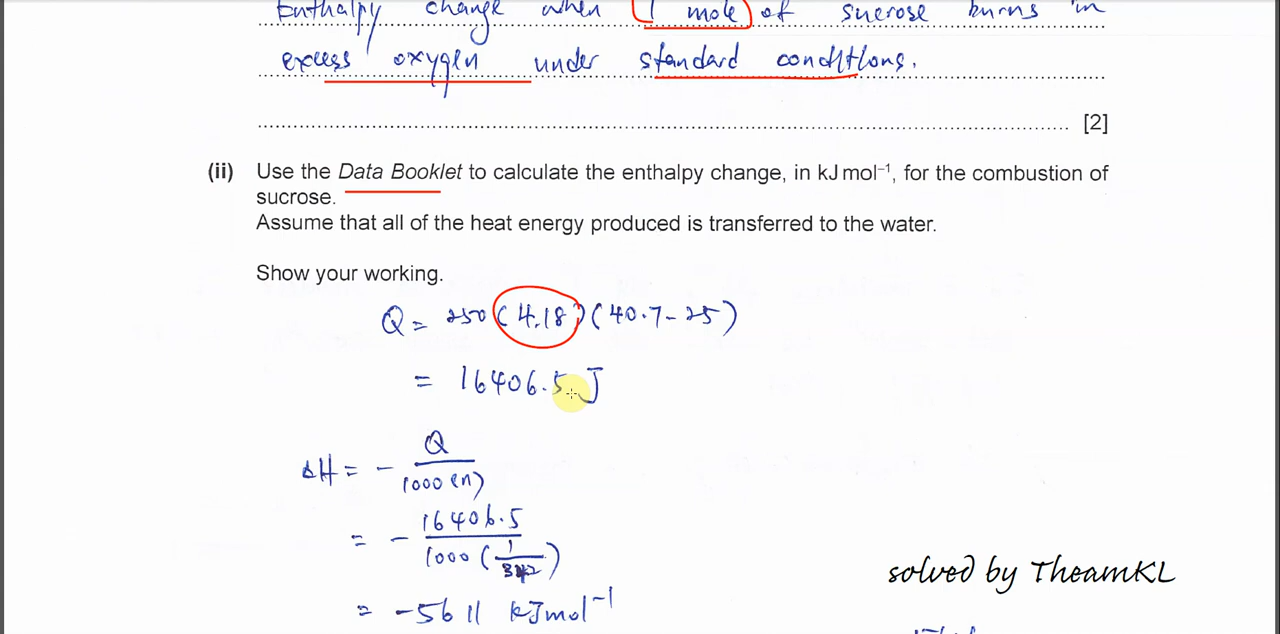 Enthalpy change when 1 mole of sucrose burns in
excess oxygen under standard conditions.
[2]
(ii) Use the Data Booklet to calculate the enthalpy change, in kJ mol⁻¹, for the combustion of
sucrose.
Assume that all of the heat energy produced is transferred to the water.
Show your working.
Q = 250 (4.18) (40.7 - 25)
= 16406.5 J
ΔH = - Q / 1000(n)
= - 16406.5 / 1000 (1/342)
= -5611 kJmol⁻¹
solved by TheamKL